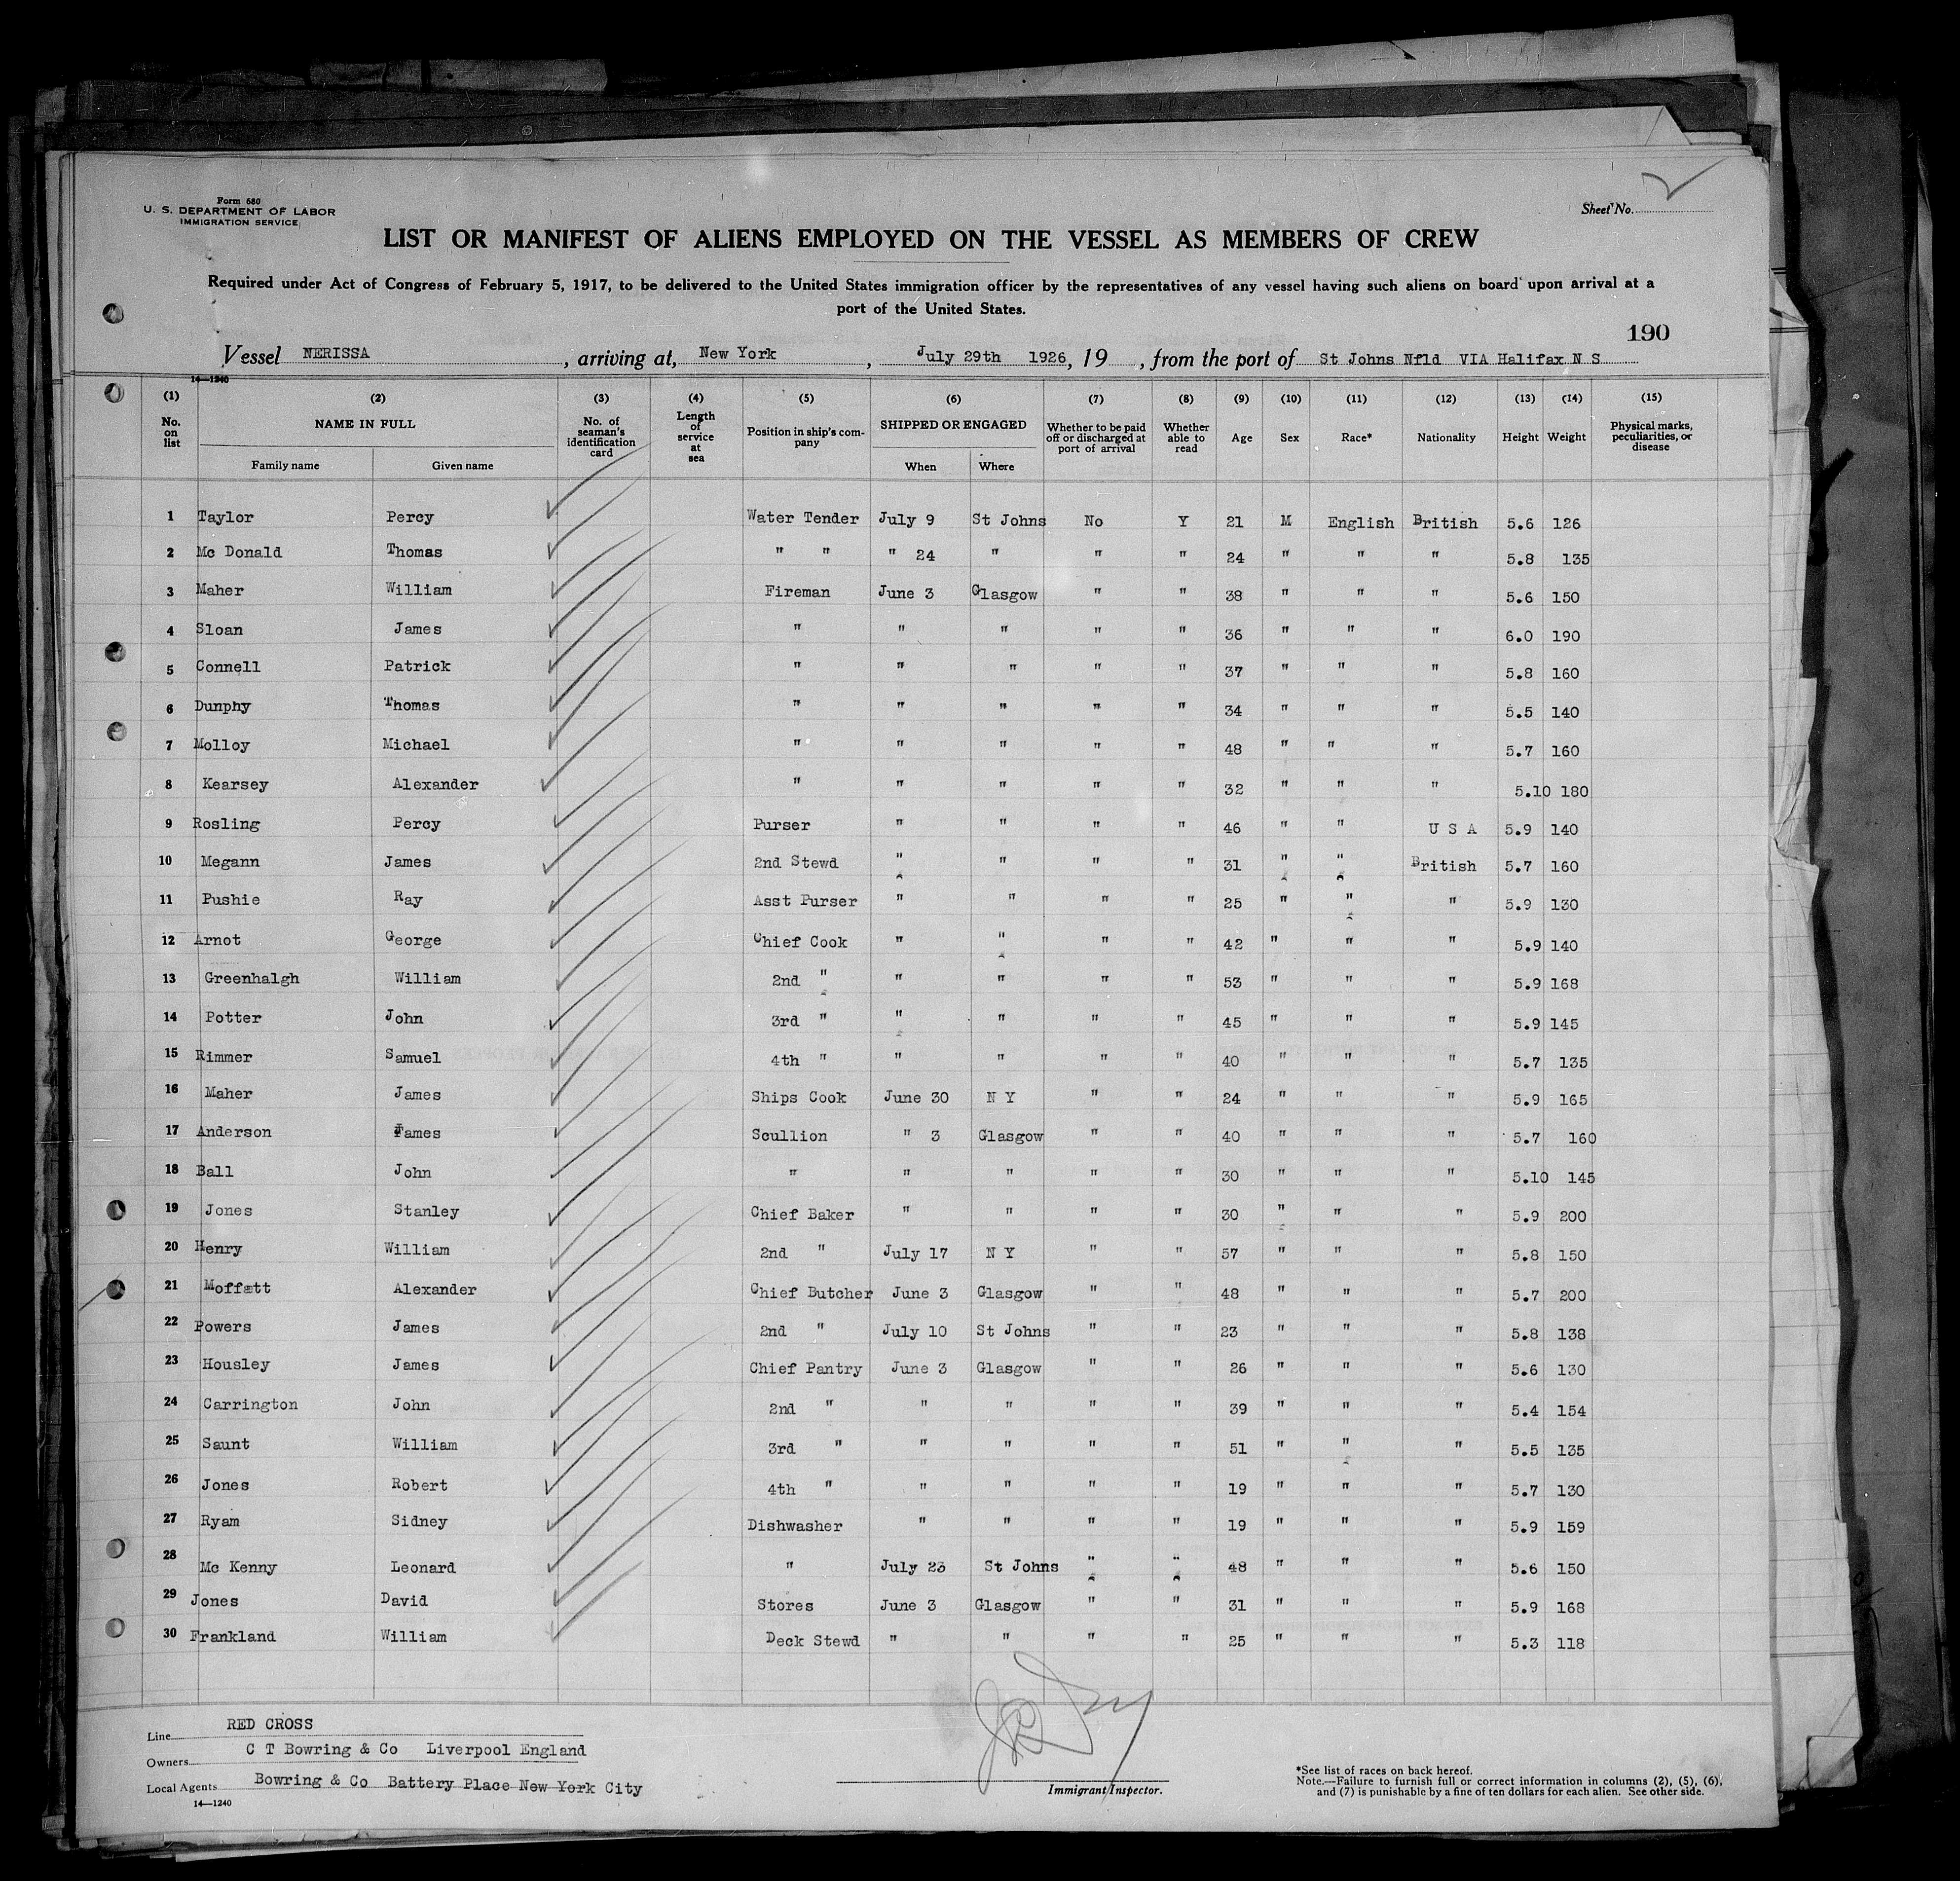 Form 680
U. S. DEPARTMENT OF LABOR
IMMIGRATION SERVICE
Sheet No.
LIST OR MANIFEST OF ALIENS EMPLOYED ON THE VESSEL AS MEMBERS OF CREW
Required under Act of Congress of February 5, 1917, to be delivered to the United States immigration officer by the representatives of any vessel having such aliens on board upon arrival at a
port of the United States.
190
Vessel NERISSA, arriving at, New York, July 29th 1926, 19, from the port of St Johns Nfld VIA Halifax N S
14—1240
(1) No. on list (2) NAME IN FULL Family name Given name (3) No. of seaman's identification card (4) Length of service at sea (5) Position in ship's company (6) SHIPPED OR ENGAGED When Where (7) Whether to be paid off or discharged at port of arrival (8) Whether able to read (9) Age (10) Sex (11) Race* (12) Nationality (13) Height (14) Weight (15) Physical marks, peculiarities, or disease
1 Taylor Percy Water Tender July 9 St Johns No Y 21 M English British 5.6 126
2 Mc Donald Thomas " " " 24 " " " 24 " " " 5.8 135
3 Maher William Fireman June 3 Glasgow " " 38 " " " 5.6 150
4 Sloan James " " " " " 36 " " " 6.0 190
5 Connell Patrick " " " " " 37 " " " 5.8 160
6 Dunphy Thomas " " " " " 34 " " " 5.5 140
7 Molloy Michael " " " " " 48 " " " 5.7 160
8 Kearsey Alexander " " " " " 32 " " " 5.10 180
9 Rosling Percy Purser " " " " 46 " " U S A 5.9 140
10 Megann James 2nd Stewd " " " " 31 " " British 5.7 160
11 Pushie Ray Asst Purser " " " " 25 " " " 5.9 130
12 Arnot George Chief Cook " " " " 42 " " " 5.9 140
13 Greenhalgh William 2nd " " " " " 53 " " " 5.9 168
14 Potter John 3rd " " " " " 45 " " " 5.9 145
15 Rimmer Samuel 4th " " " " " 40 " " " 5.7 135
16 Maher James Ships Cook June 30 N Y " " 24 " " " 5.9 165
17 Anderson James Scullion " 3 Glasgow " " 40 " " " 5.7 160
18 Ball John " " " " " 30 " " " 5.10 145
19 Jones Stanley Chief Baker " " " " 30 " " " 5.9 200
20 Henry William 2nd " July 17 N Y " " 57 " " " 5.8 150
21 Moffatt Alexander Chief Butcher June 3 Glasgow " " 48 " " " 5.7 200
22 Powers James 2nd " July 10 St Johns " " 23 " " " 5.8 138
23 Housley James Chief Pantry June 3 Glasgow " " 26 " " " 5.6 130
24 Carrington John 2nd " " " " " 39 " " " 5.4 154
25 Saunt William 3rd " " " " " 51 " " " 5.5 135
26 Jones Robert 4th " " " " " 19 " " " 5.7 130
27 Ryam Sidney Dishwasher " " " " 19 " " " 5.9 159
28 Mc Kenny Leonard " July 23 St Johns " " 48 " " " 5.6 150
29 Jones David Stores June 3 Glasgow " " 31 " " " 5.9 168
30 Frankland William Deck Stewd " " " " 25 " " " 5.3 118
Line RED CROSS
Owners C T Bowring & Co Liverpool England
Local Agents Bowring & Co Battery Place New York City
14—1240
Immigrant Inspector.
*See list of races on back hereof.
Note.—Failure to furnish full or correct information in columns (2), (5), (6),
and (7) is punishable by a fine of ten dollars for each alien. See other side.